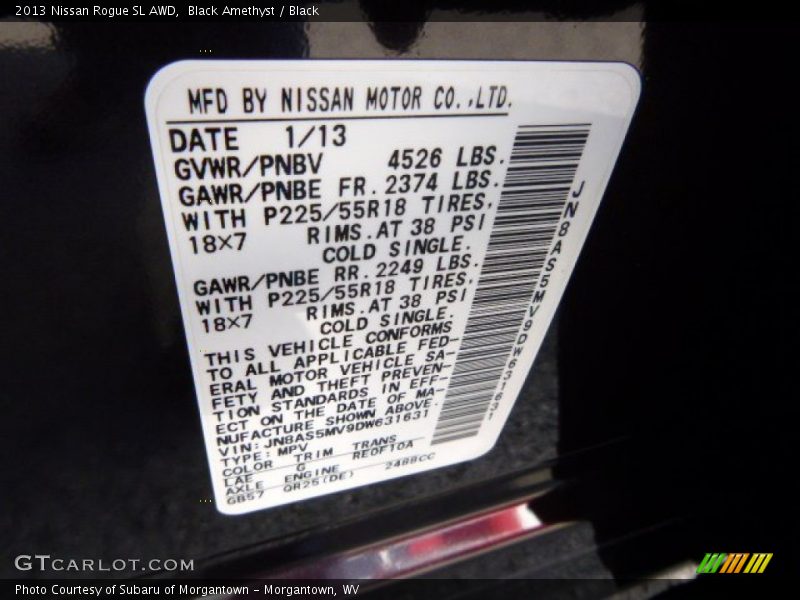 2013 Nissan Rogue SL AWD,  Black Amethyst / Black
MFD BY NISSAN MOTOR CO.,LTD.
DATE 1/13
GVWR/PNBV 4526 LBS.
GAWR/PNBE FR. 2374 LBS.
WITH P225/55R18 TIRES,
18×7 RIMS.AT 38 PSI
COLD SINGLE.
GAWR/PNBE RR. 2249 LBS.
WITH P225/55R18 TIRES,
18×7 RIMS.AT 38 PSI
COLD SINGLE.
THIS VEHICLE CONFORMS
TO ALL APPLICABLE FED-
ERAL MOTOR VEHICLE SA-
FETY AND THEFT PREVEN-
TION STANDARDS IN EFF-
ECT ON THE DATE OF MA-
NUFACTURE SHOWN ABOVE.
VIN:JN8AS5MV9DW631631
TYPE:MPV
COLOR TRIM TRANS
LAE G RE0F10A
AXLE ENGINE
GB57 QR25(DE) 2488CC
JN8AS5MV9DW631631
GTCARLOT.COM
Photo Courtesy of Subaru of Morgantown - Morgantown, WV